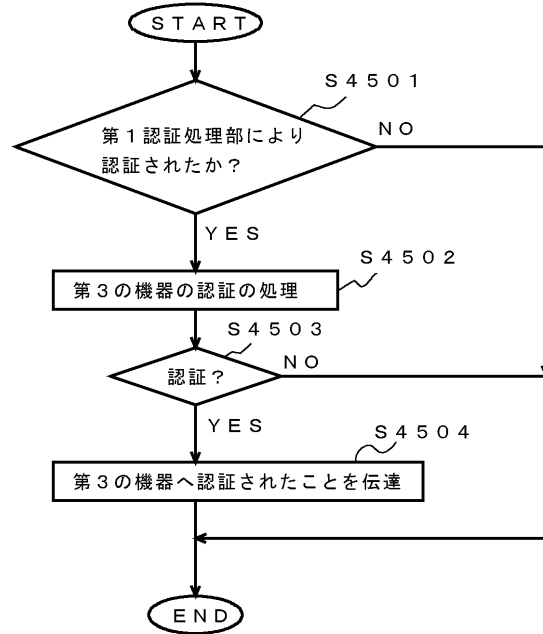 START
S4501
第1認証処理部により
認証されたか？
NO
YES
S4502
第3の機器の認証の処理
S4503
認証？
NO
YES
S4504
第3の機器へ認証されたことを伝達
END